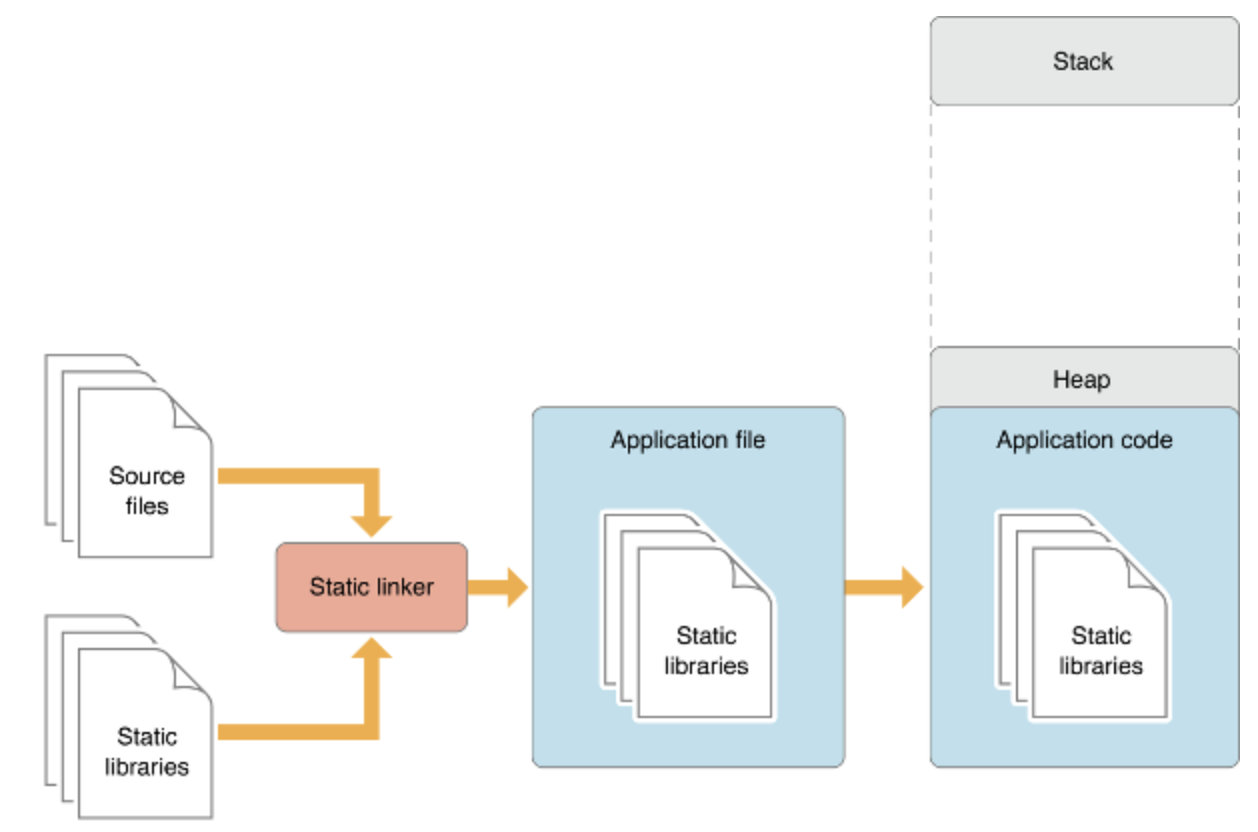 Stack
Heap
Source
files
Static linker
Static
libraries
Application file
Static
libraries
Application code
Static
libraries